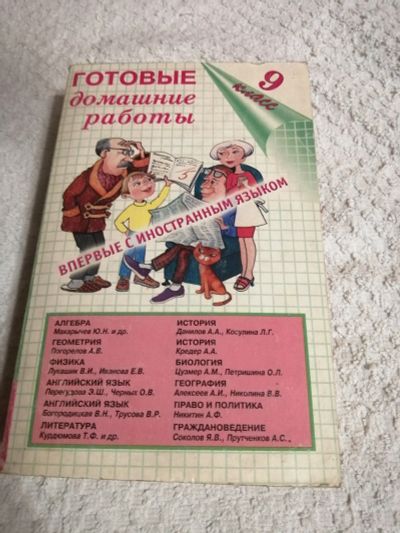 ГОТОВЫЕ
домашние
работы
9
класс
5
ВПЕРВЫЕ С ИНОСТРАННЫМ ЯЗЫКОМ
АЛГЕБРА
Макарычев Ю.Н. и др.
ГЕОМЕТРИЯ
Погорелов А.В.
ФИЗИКА
Лукашик В.И., Иванова Е.В.
АНГЛИЙСКИЙ ЯЗЫК
Перегудова Э.Ш., Черных О.В.
АНГЛИЙСКИЙ ЯЗЫК
Богородицкая В.Н., Трусова В.Р.
ЛИТЕРАТУРА
Курдюмова Т.Ф. и др.
ИСТОРИЯ
Данилов А.А., Косулина Л.Г.
ИСТОРИЯ
Кредер А.А.
БИОЛОГИЯ
Цузмер А.М., Петришина О.Л.
ГЕОГРАФИЯ
Алексеев А.И., Николина В.В.
ПРАВО И ПОЛИТИКА
Никитин А.Ф.
ГРАЖДАНОВЕДЕНИЕ
Соколов Я.В., Прутченков А.С.